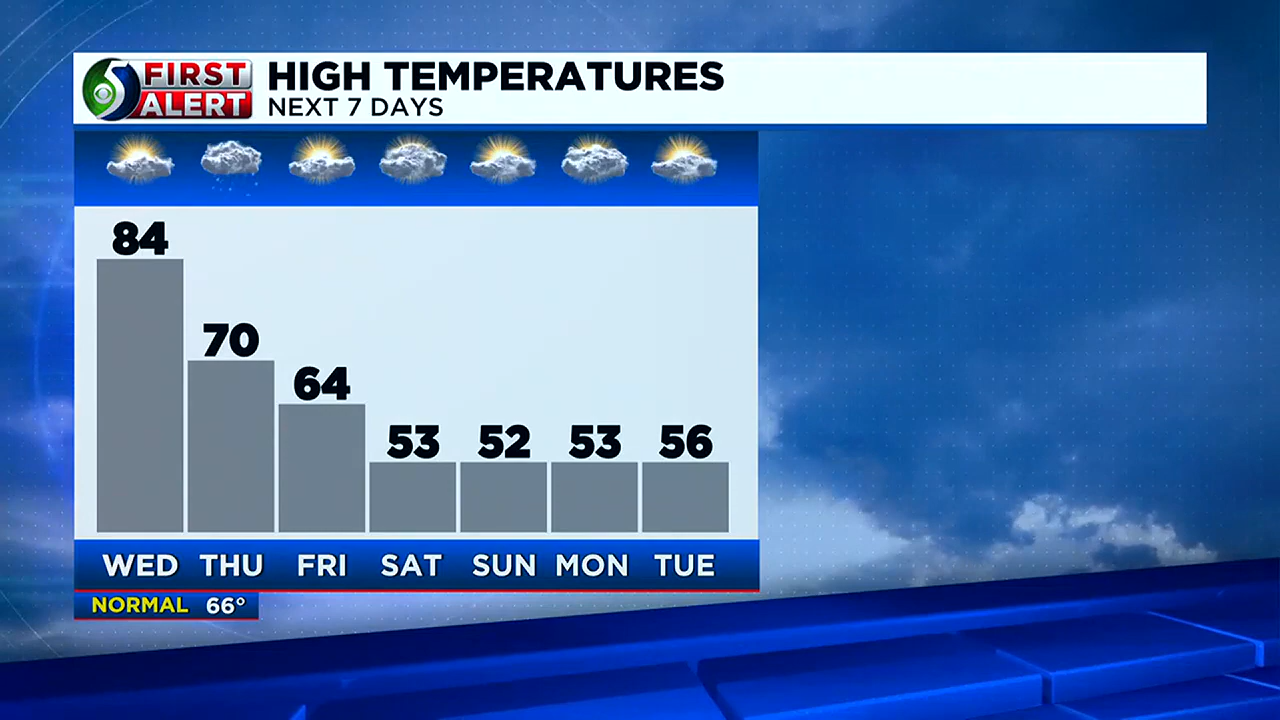 5 FIRST ALERT
HIGH TEMPERATURES
NEXT 7 DAYS
84 70 64 53 52 53 56
WED THU FRI SAT SUN MON TUE
NORMAL 66°